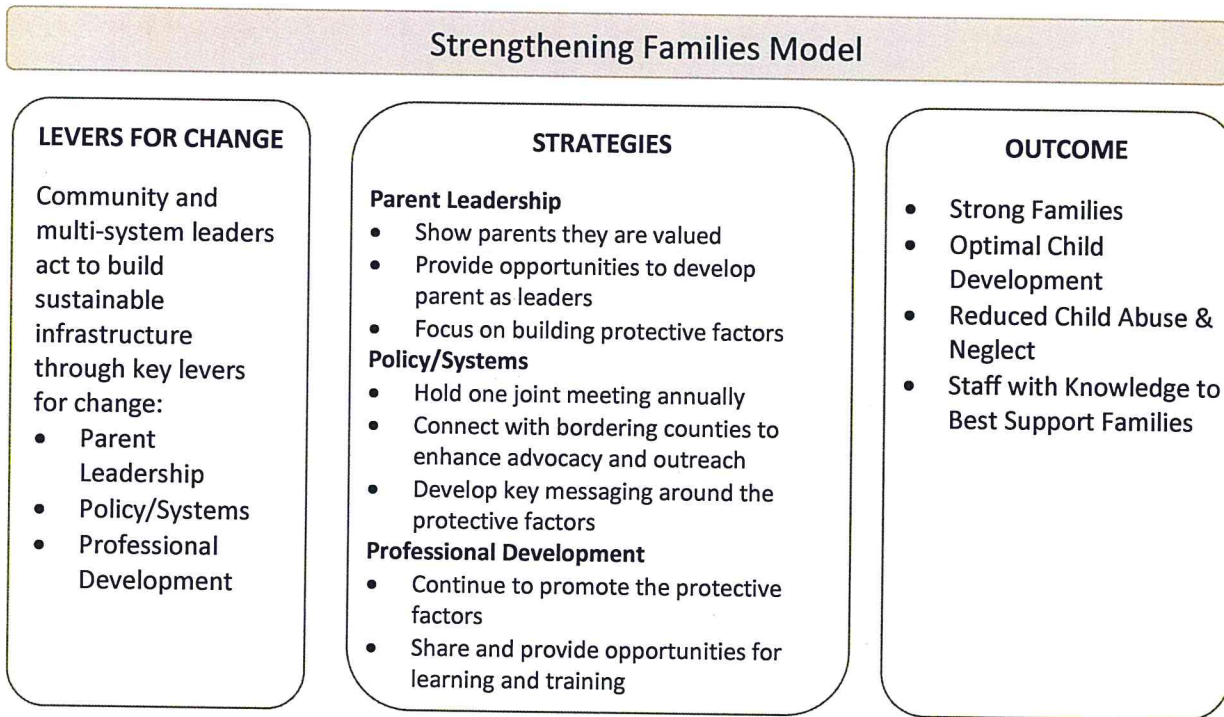 Strengthening Families Model
LEVERS FOR CHANGE
Community and
multi-system leaders
act to build
sustainable
infrastructure
through key levers
for change:
• Parent
Leadership
• Policy/Systems
• Professional
Development
STRATEGIES
Parent Leadership
• Show parents they are valued
• Provide opportunities to develop
parent as leaders
• Focus on building protective factors
Policy/Systems
• Hold one joint meeting annually
• Connect with bordering counties to
enhance advocacy and outreach
• Develop key messaging around the
protective factors
Professional Development
• Continue to promote the protective
factors
• Share and provide opportunities for
learning and training
OUTCOME
• Strong Families
• Optimal Child
Development
• Reduced Child Abuse &
Neglect
• Staff with Knowledge to
Best Support Families